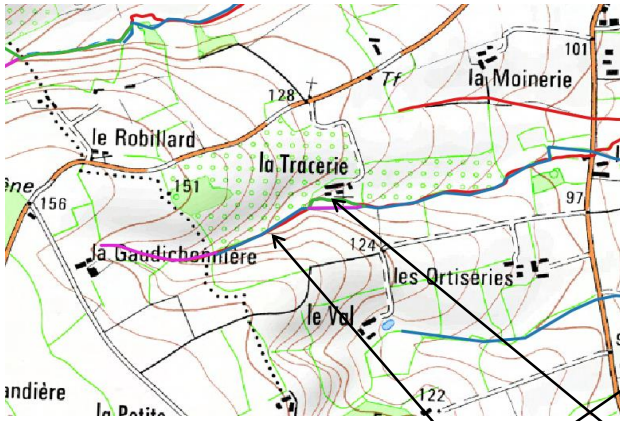 101
la Moinerie
Tf
128
le Robillard
la Tracerie
151
156
97
la Gaudichonnière
124
les Ortiseries
le Val
122
la Petite